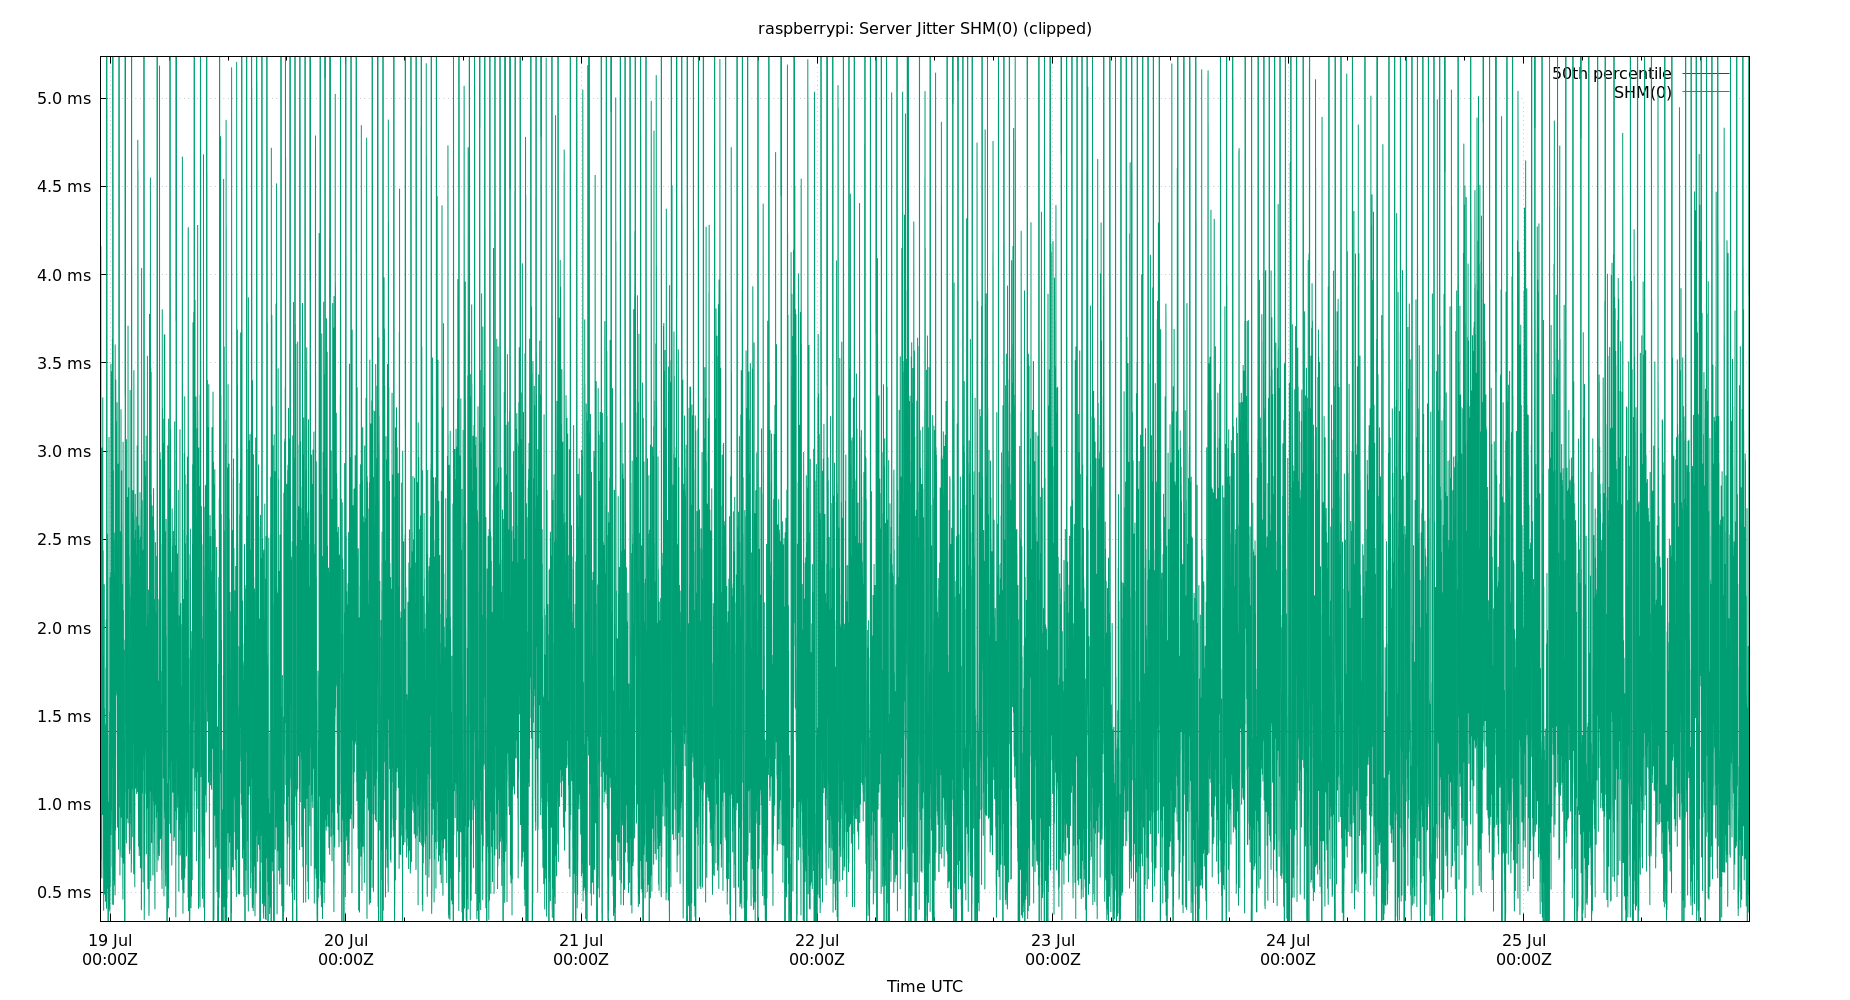 raspberrypi: Server Jitter SHM(0) (clipped)
50th percentile
SHM(0)
5.0 ms
4.5 ms
4.0 ms
3.5 ms
3.0 ms
2.5 ms
2.0 ms
1.5 ms
1.0 ms
0.5 ms
19 Jul 20 Jul 21 Jul 22 Jul 23 Jul 24 Jul 25 Jul
00:00Z 00:00Z 00:00Z 00:00Z 00:00Z 00:00Z 00:00Z
Time UTC